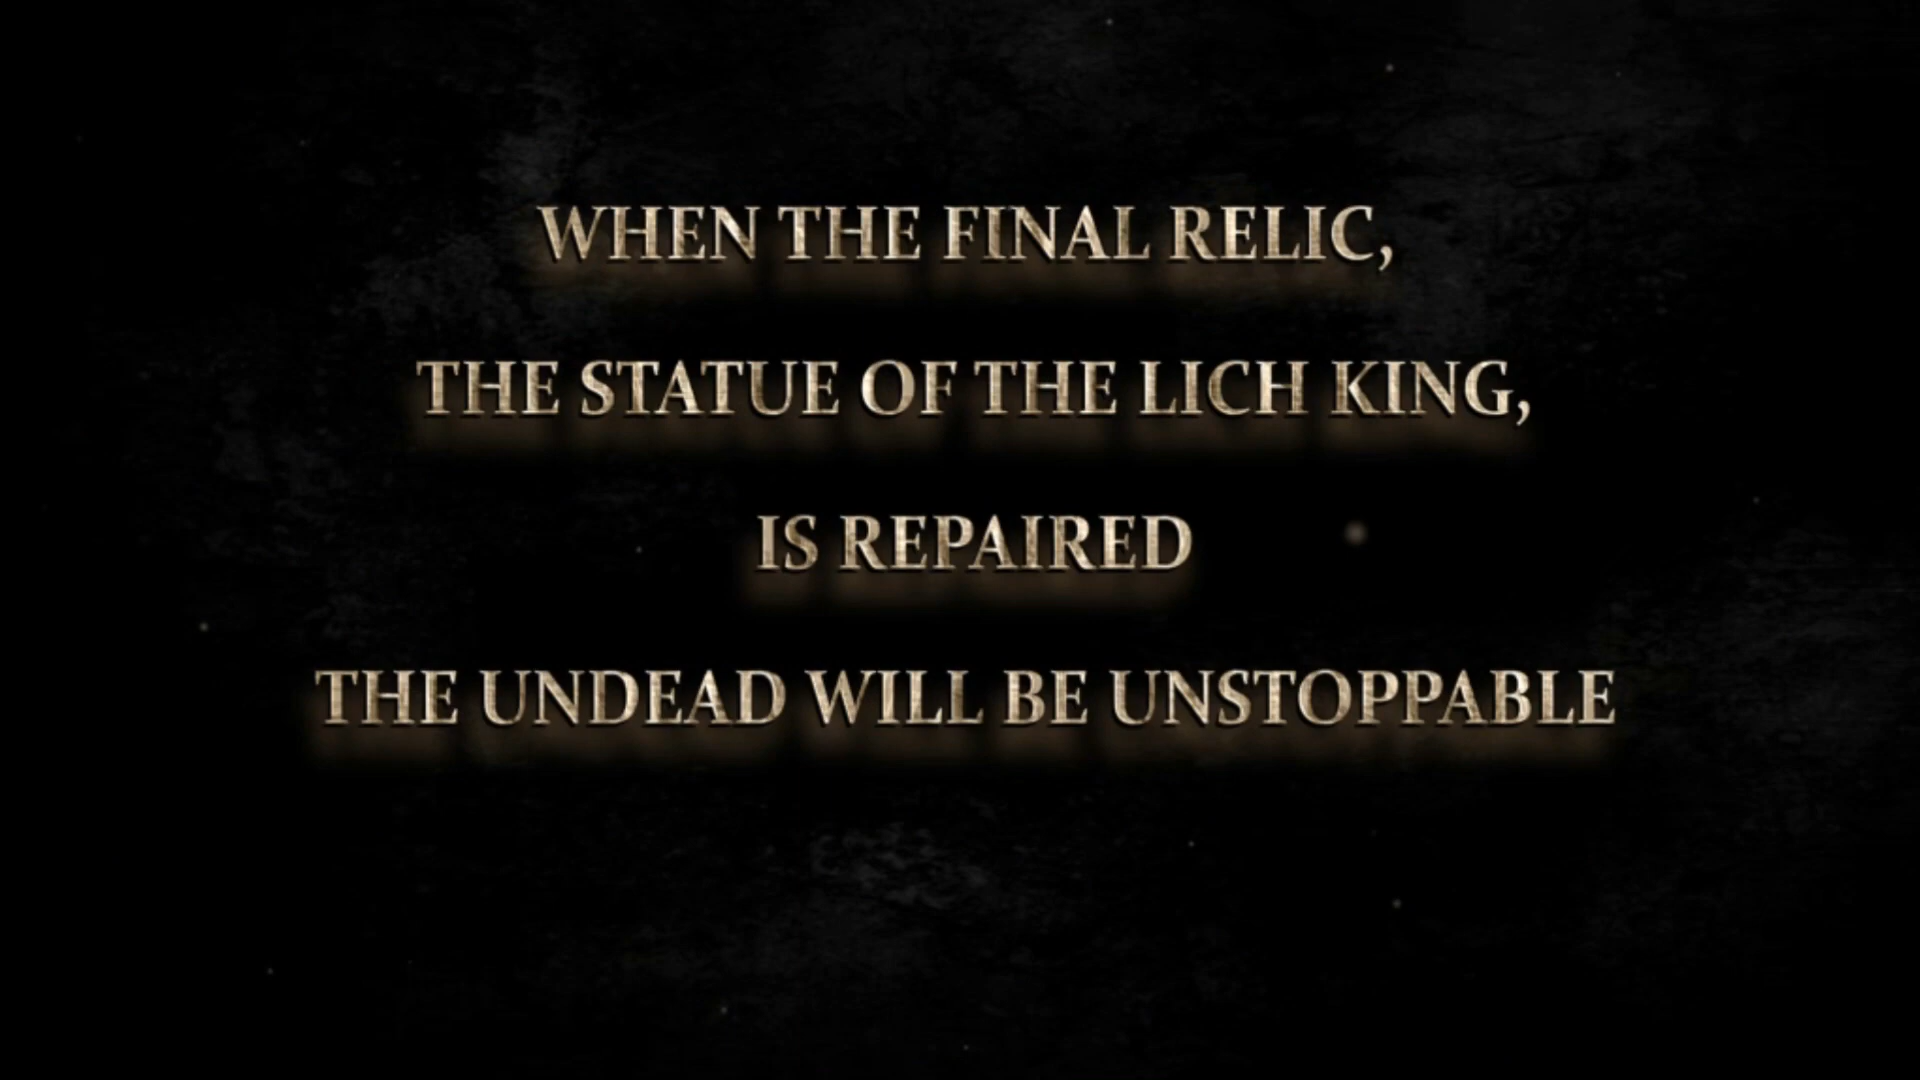 WHEN THE FINAL RELIC,
THE STATUE OF THE LICH KING,
IS REPAIRED
THE UNDEAD WILL BE UNSTOPPABLE